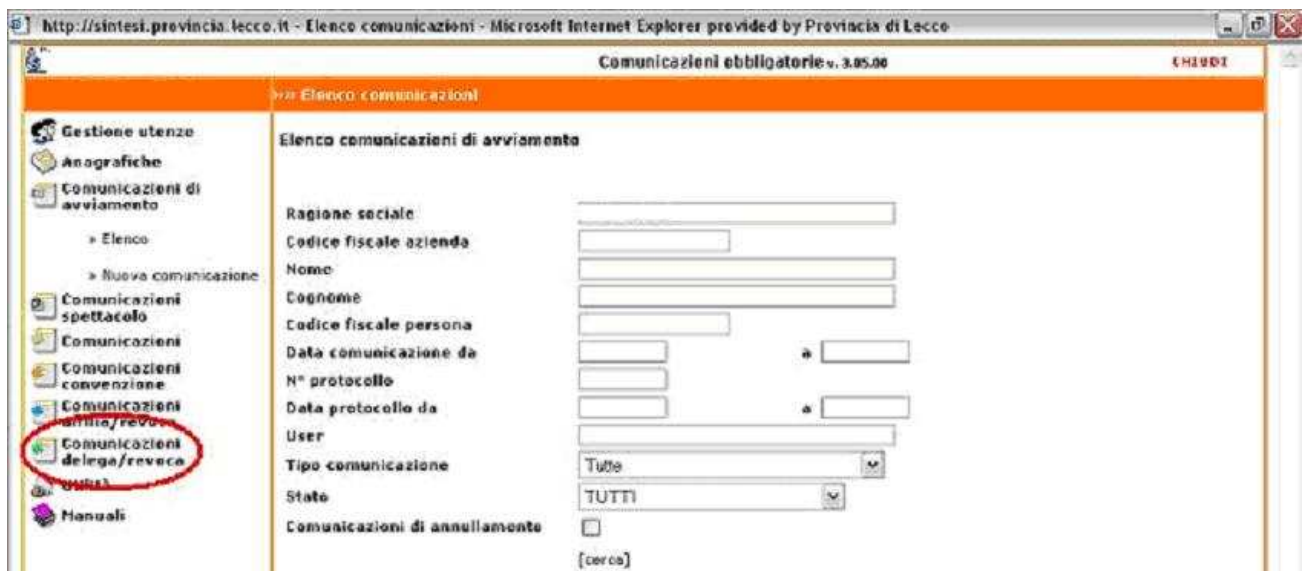 http://sintesi.provincia.lecco.it - Elenco comunicazioni - Microsoft Internet Explorer provided by Provincia di Lecco
Comunicazioni obbligatorie v. 3.05.00
CHIUDI
»» Elenco comunicazioni
Gestione utenze
Anagrafiche
Comunicazioni di
avviamento
» Elenco
» Nuova comunicazione
Comunicazioni
spettacolo
Comunicazioni
Comunicazioni
convenzione
Comunicazioni
affilia/revoca
Comunicazioni
delega/revoca
Utilità
Manuali
Elenco comunicazioni di avviamento
Ragione sociale
Codice fiscale azienda
Nome
Cognome
Codice fiscale persona
Data comunicazione da a
N° protocollo
Data protocollo da a
User
Tipo comunicazione Tutte
Stato TUTTI
Comunicazioni di annullamento
[cerca]